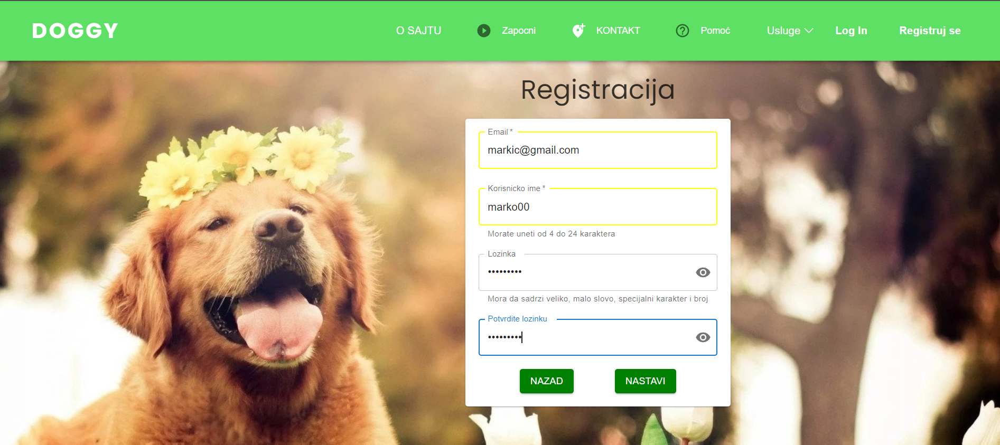 DOGGY
O SAJTU
Zapocni
KONTAKT
Pomoć
Usluge
Log In
Registruj se
Registracija
Email *
markic@gmail.com
Korisnicko ime *
marko00
Morate uneti od 4 do 24 karaktera
Lozinka
•••••••••
Mora da sadrzi veliko, malo slovo, specijalni karakter i broj
Potvrdite lozinku
•••••••••
NAZAD
NASTAVI